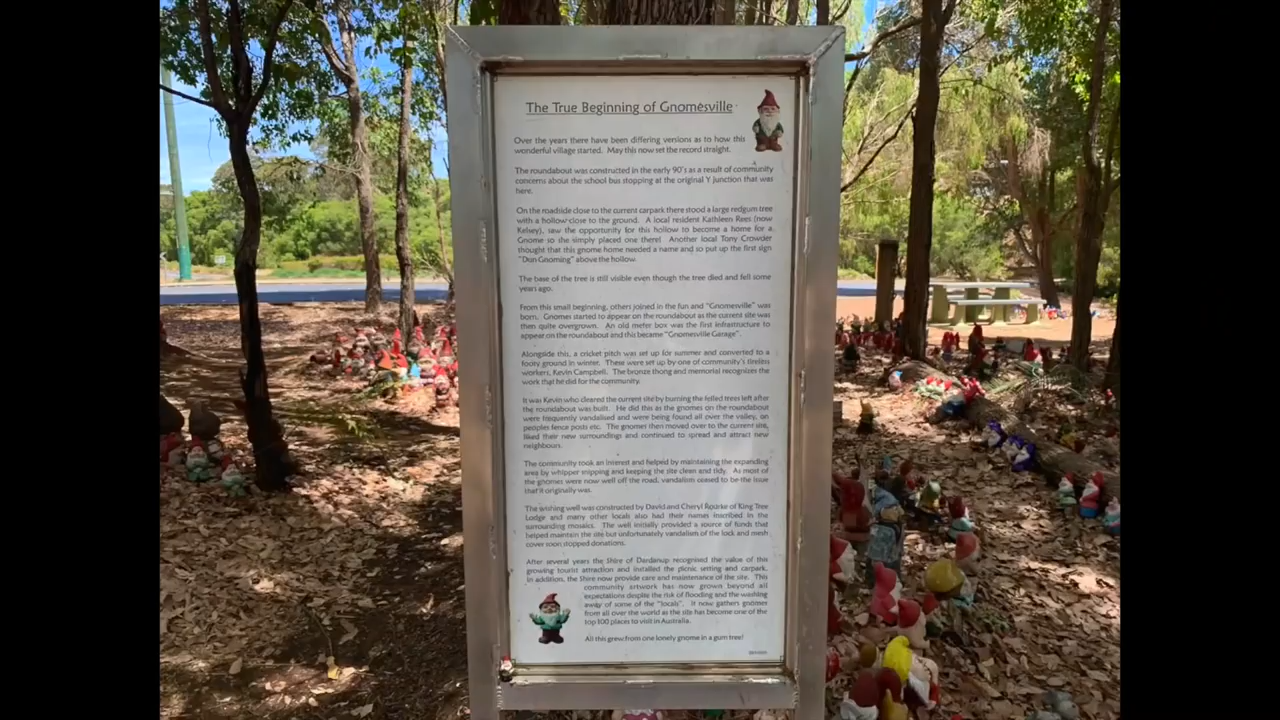 The True Beginning of Gnomesville
Over the years there have been differing versions as to how this
wonderful village started. May this now set the record straight.
The roundabout was constructed in the early 90's as a result of community
concerns about the school bus stopping at the original Y junction that was
here.
On the roadside close to the current carpark there stood a large redgum tree
with a hollow close to the ground. A local resident Kathleen Rees (now
Kelsey), saw the opportunity for this hollow to become a home for a
Gnome so she simply placed one there! Another local Tony Crowder
thought that this gnome home needed a name and so put up the first sign
"Dun Gnoming" above the hollow.
The base of the tree is still visible even though the tree died and fell some
years ago.
From this small beginning, others joined in the fun and "Gnomesville" was
born. Gnomes started to appear on the roundabout as the current site was
then quite overgrown. An old meter box was the first infrastructure to
appear on the roundabout and this became "Gnomesville Garage".
Alongside this, a cricket pitch was set up for summer and converted to a
footy ground in winter. These were set up by one of community's tireless
workers, Kevin Campbell. The bronze thong and memorial recognizes the
work that he did for the community.
It was Kevin who cleared the current site by burning the felled trees left after
the roundabout was built. He did this as the gnomes on the roundabout
were frequently vandalised and were being found all over the valley, on
peoples fence posts etc. The gnomes then moved over to the current site,
liked their new surroundings and continued to spread and attract new
neighbours.
The community took an interest and helped by maintaining the expanding
area by whipper snipping and keeping the site clean and tidy. As most of
the gnomes were now well off the road, vandalism ceased to be the issue
that it originally was.
The wishing well was constructed by David and Cheryl Rourke of King Tree
Lodge and many other locals also had their names inscribed in the
surrounding mosaics. The well initially provided a source of funds that
helped maintain the site but unfortunately vandalism of the lock and mesh
cover soon stopped donations.
After several years the Shire of Dardanup recognised the value of this
growing tourist attraction and installed the picnic setting and carpark,
in addition, the Shire now provide care and maintenance of the site. This
community artwork has now grown beyond all
expectations despite the risk of flooding and the washing
away of some of the "locals". It now gathers gnomes
from all over the world as the site has become one of the
top 100 places to visit in Australia.
All this grew from one lonely gnome in a gum tree!